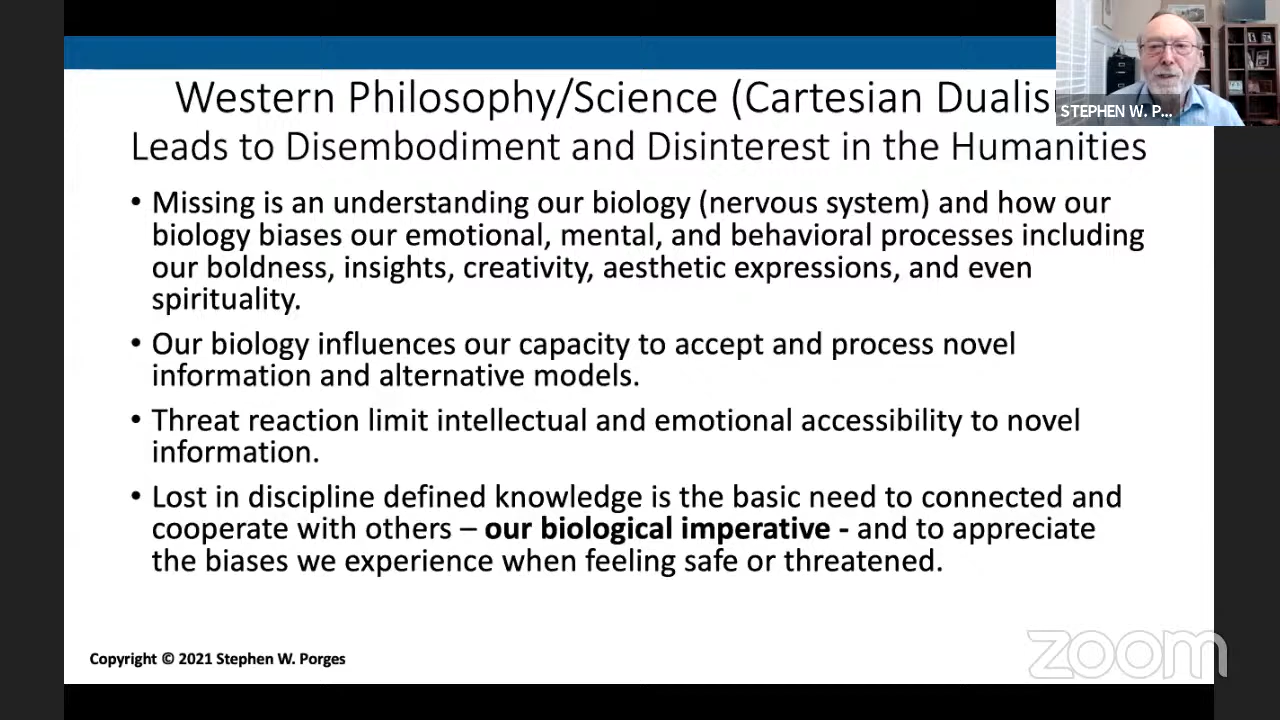 Western Philosophy/Science (Cartesian Dualis
Leads to Disembodiment and Disinterest in the Humanities
• Missing is an understanding our biology (nervous system) and how our
biology biases our emotional, mental, and behavioral processes including
our boldness, insights, creativity, aesthetic expressions, and even
spirituality.
• Our biology influences our capacity to accept and process novel
information and alternative models.
• Threat reaction limit intellectual and emotional accessibility to novel
information.
• Lost in discipline defined knowledge is the basic need to connected and
cooperate with others – our biological imperative - and to appreciate
the biases we experience when feeling safe or threatened.
Copyright © 2021 Stephen W. Porges
STEPHEN W. P...
zoom